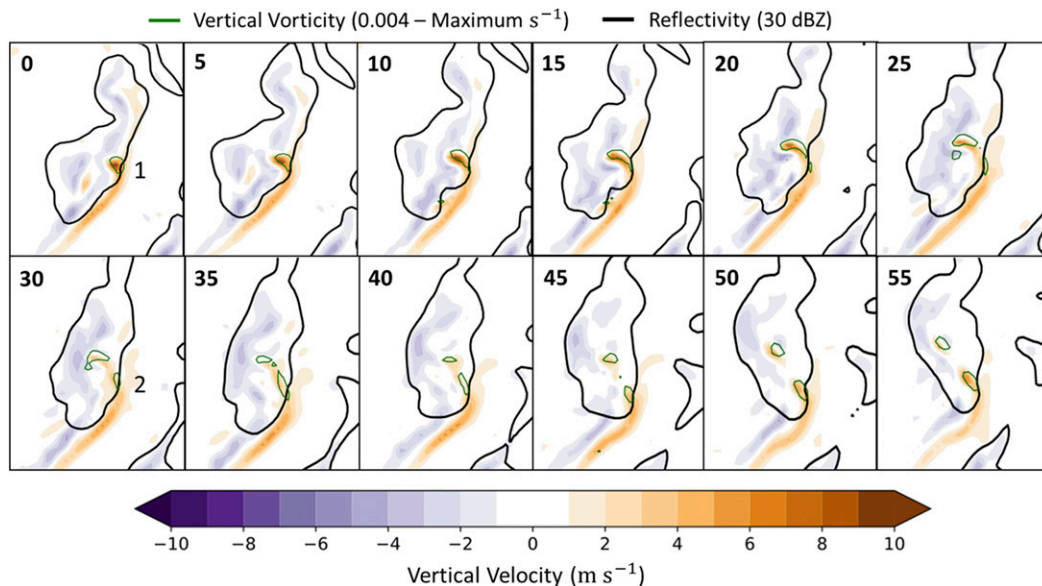 Vertical Vorticity (0.004 – Maximum s⁻¹) Reflectivity (30 dBZ)
0 5 10 15 20 25
1
30 35 40 45 50 55
2
−10 −8 −6 −4 −2 0 2 4 6 8 10
Vertical Velocity (m s⁻¹)